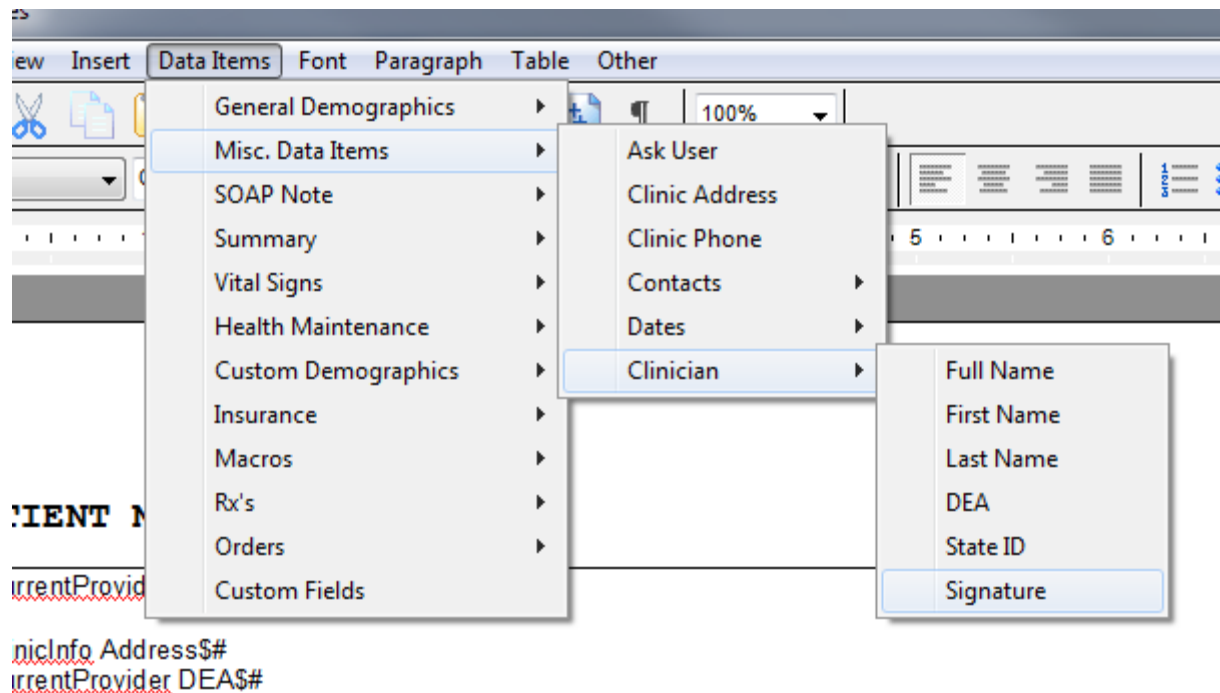 Insert Data Items Font Paragraph Table Other
100%
General Demographics
Misc. Data Items
SOAP Note
Summary
Vital Signs
Health Maintenance
Custom Demographics
Insurance
Macros
Rx's
Orders
Custom Fields
Ask User
Clinic Address
Clinic Phone
Contacts
Dates
Clinician
Full Name
First Name
Last Name
DEA
State ID
Signature
5 6
TIENT N
urrentProvid
nicInfo Address$#
urrentProvider DEA$#